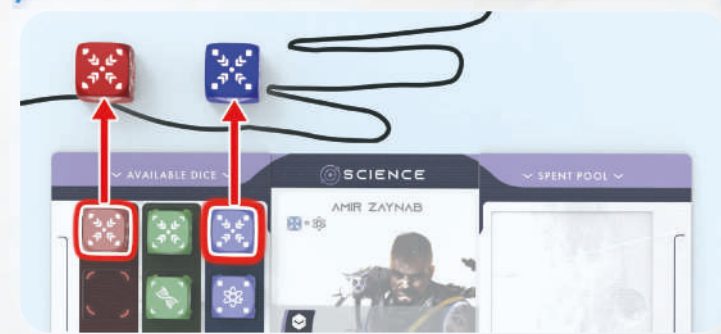 AVAILABLE DICE
SCIENCE
SPENT POOL
AMIR ZAYNAB
=